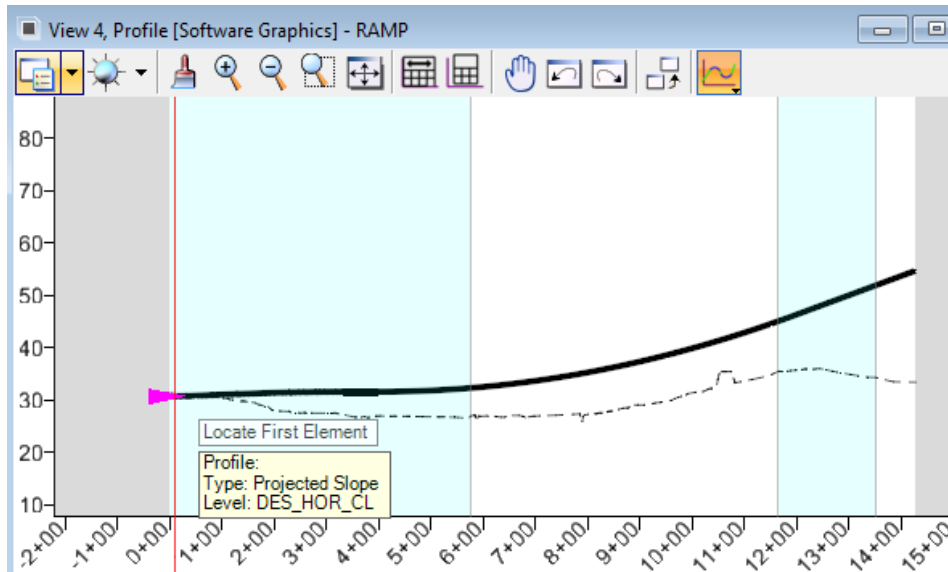 View 4, Profile [Software Graphics] - RAMP
80
70
60
50
40
30
20
10
Locate First Element
Profile:
Type: Projected Slope
Level: DES_HOR_CL
-2+00 -1+00 0+00 1+00 2+00 3+00 4+00 5+00 6+00 7+00 8+00 9+00 10+00 11+00 12+00 13+00 14+00 15+00